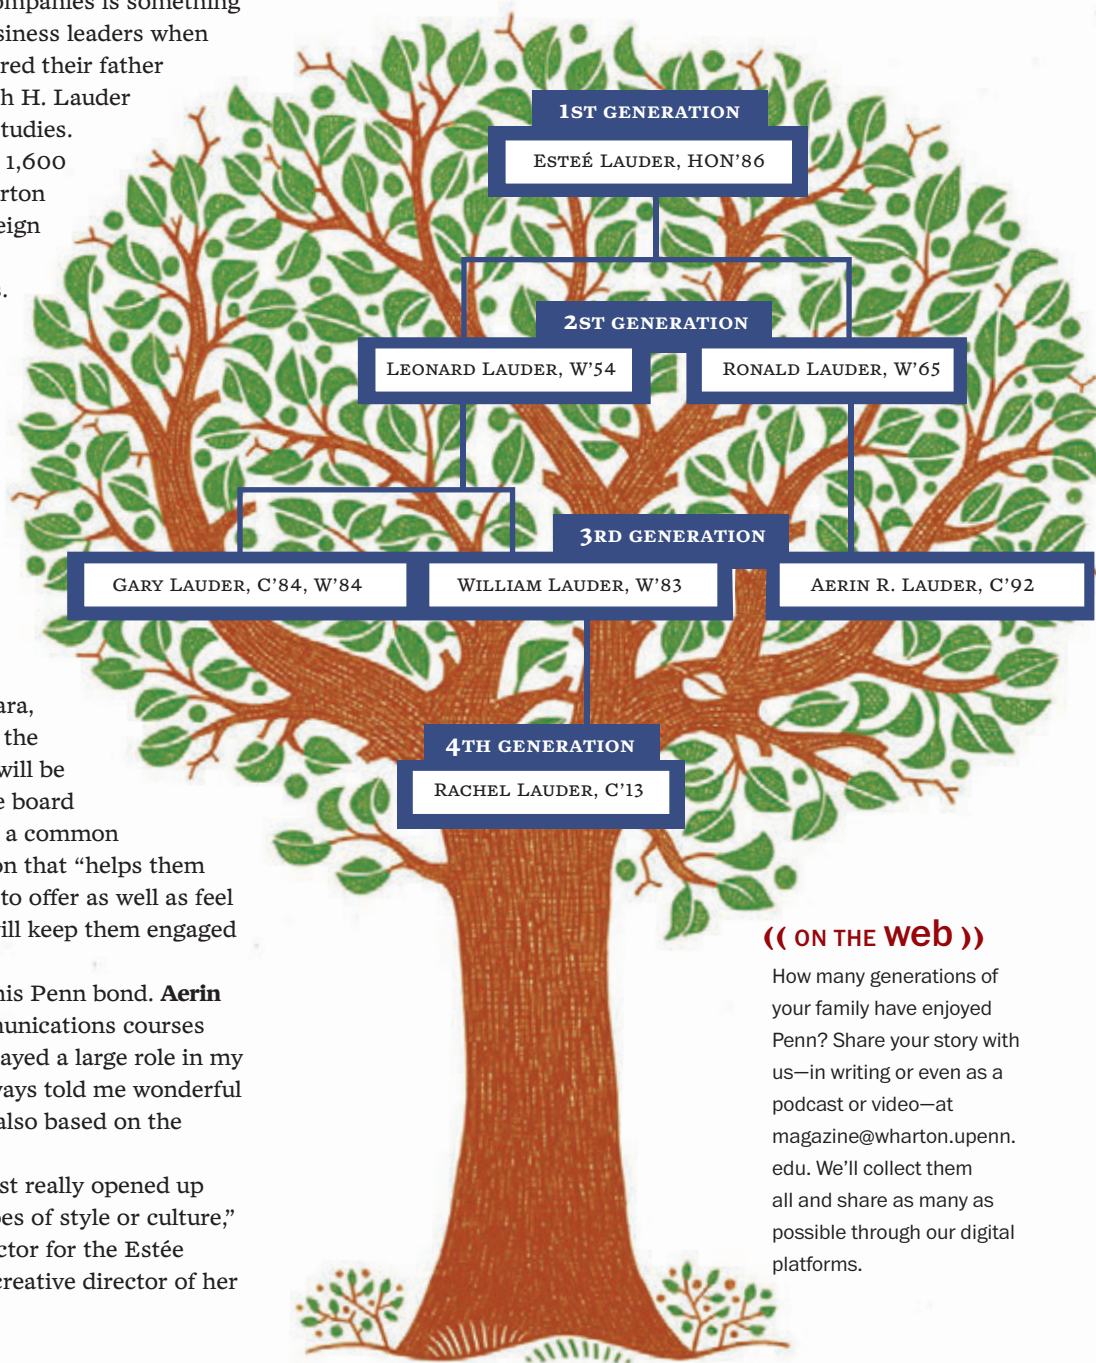 ompanies is something
siness leaders when
red their father
h H. Lauder
tudies.
1,600
rton
eign
s.
1ST GENERATION
ESTEÉ LAUDER, HON'86
2ST GENERATION
LEONARD LAUDER, W'54
RONALD LAUDER, W'65
3RD GENERATION
GARY LAUDER, C'84, W'84
WILLIAM LAUDER, W'83
AERIN R. LAUDER, C'92
4TH GENERATION
RACHEL LAUDER, C'13
ara,
the
will be
e board
a common
on that “helps them
to offer as well as feel
ill keep them engaged
his Penn bond. Aerin
munications courses
ayed a large role in my
ways told me wonderful
also based on the
st really opened up
pes of style or culture,”
ctor for the Estée
creative director of her
(( ON THE web ))
How many generations of
your family have enjoyed
Penn? Share your story with
us—in writing or even as a
podcast or video—at
magazine@wharton.upenn.
edu. We’ll collect them
all and share as many as
possible through our digital
platforms.